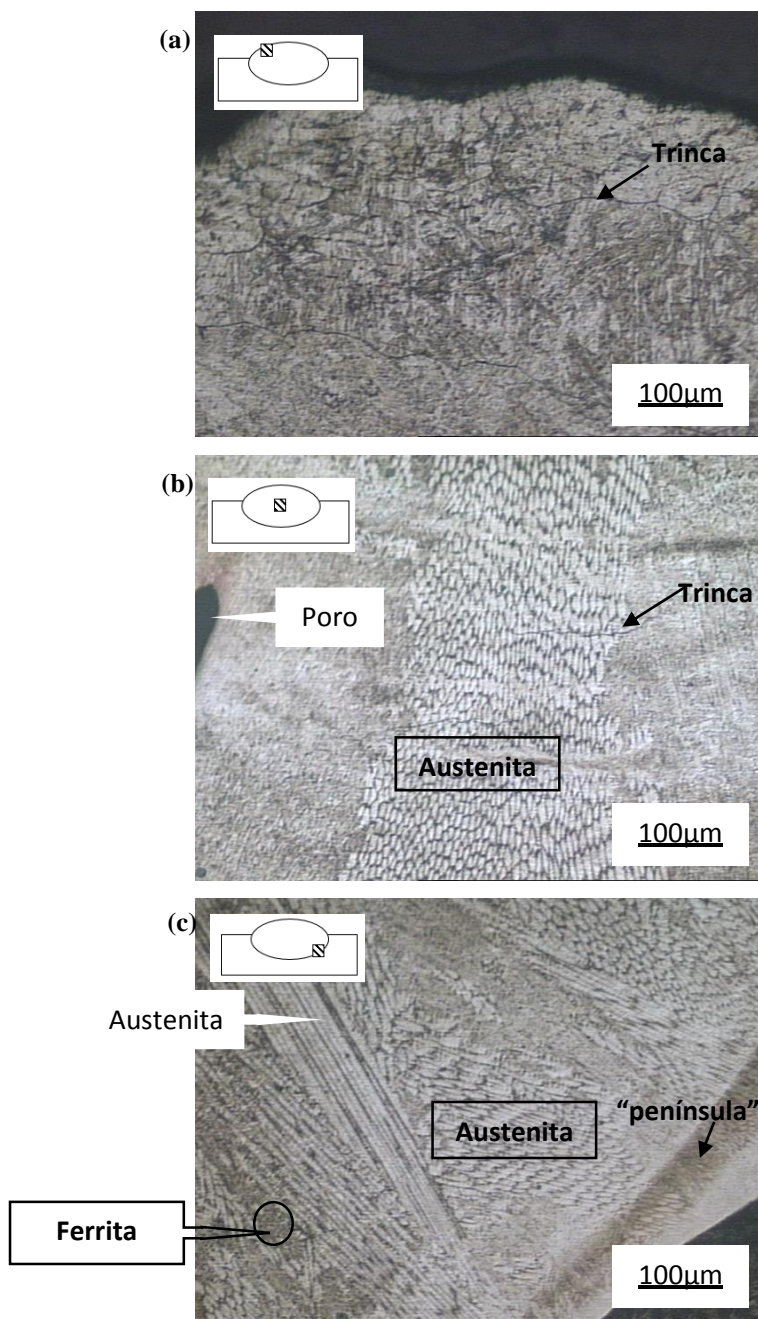 (a)
Trinca
100µm
(b)
Trinca
Poro
Austenita
100µm
(c)
Austenita
“península”
Austenita
Ferrita
100µm